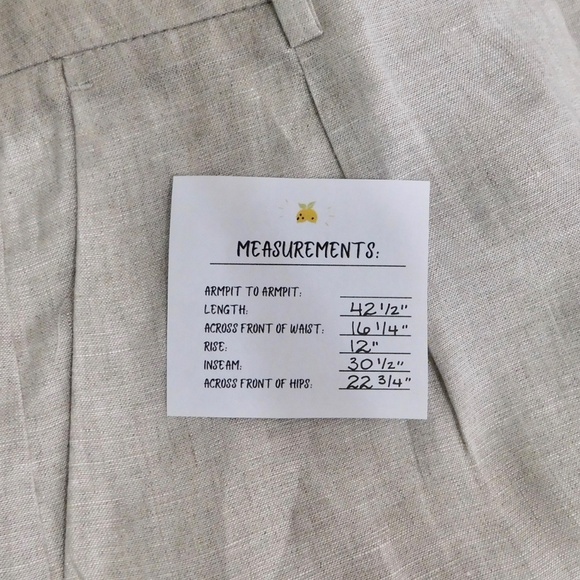 MEASUREMENTS:
ARMPIT TO ARMPIT:
LENGTH: 42 1/2"
ACROSS FRONT OF WAIST: 16 1/4"
RISE: 12"
INSEAM: 30 1/2"
ACROSS FRONT OF HIPS: 22 3/4"